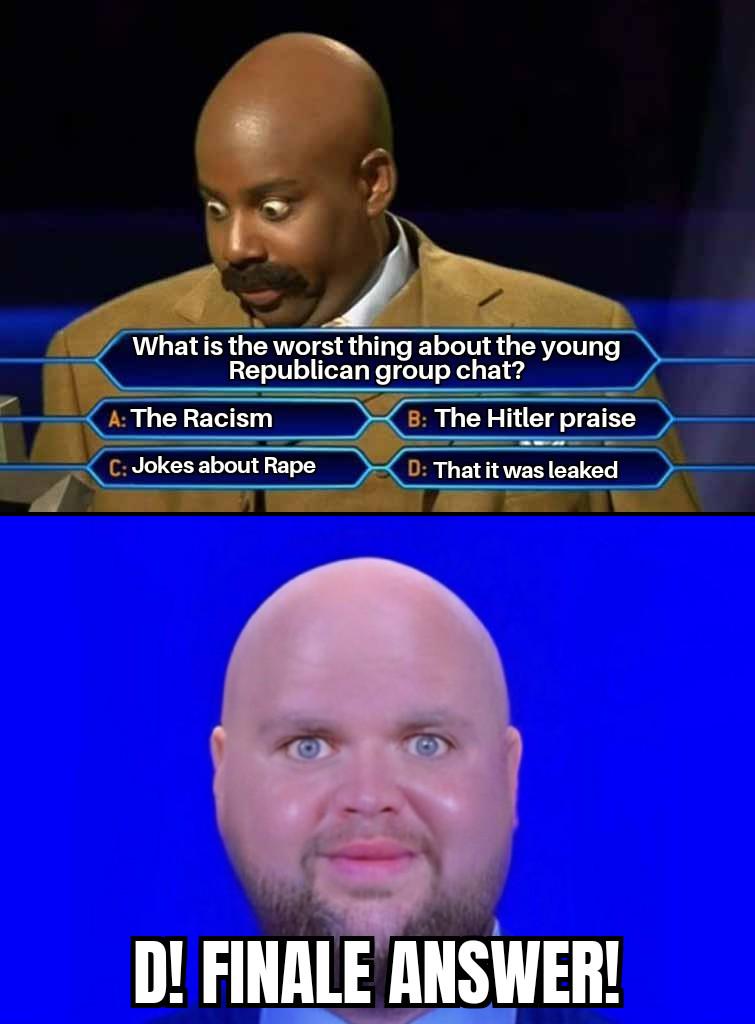 What is the worst thing about the young
Republican group chat?
A: The Racism
B: The Hitler praise
C: Jokes about Rape
D: That it was leaked
D! FINALE ANSWER!